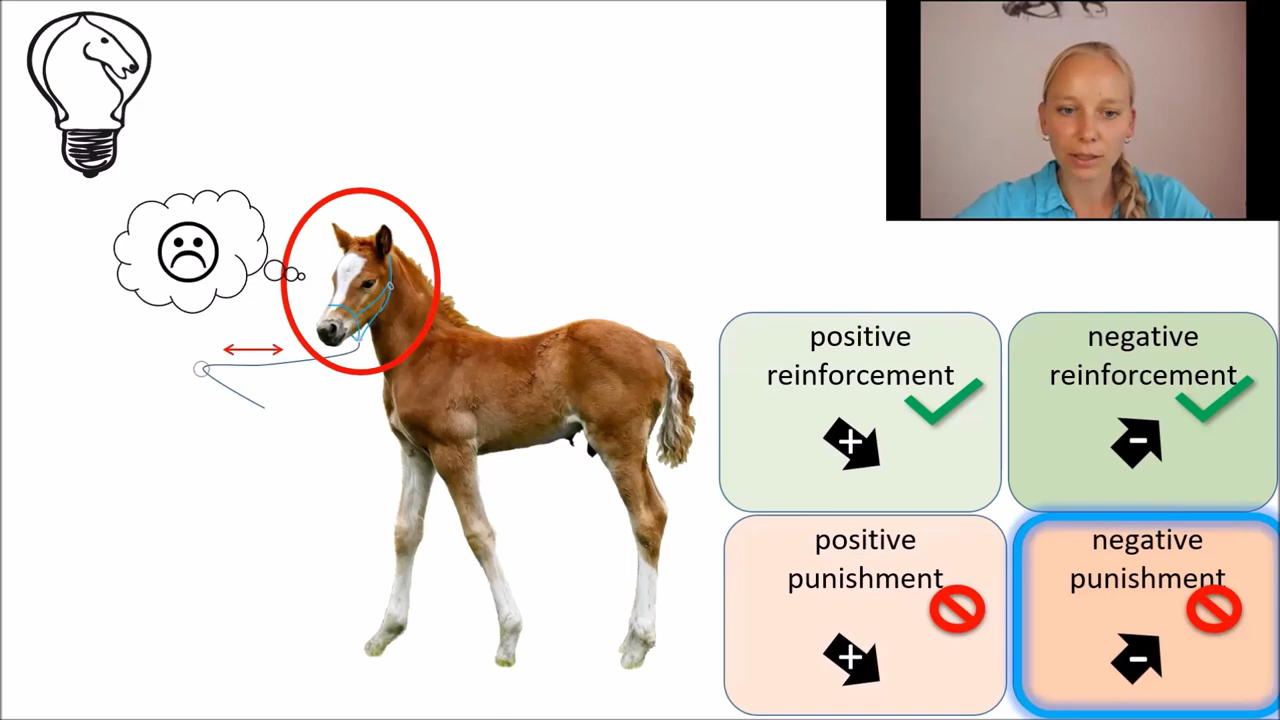 positive
reinforcement
+
negative
reinforcement
-
positive
punishment
+
negative
punishment
-